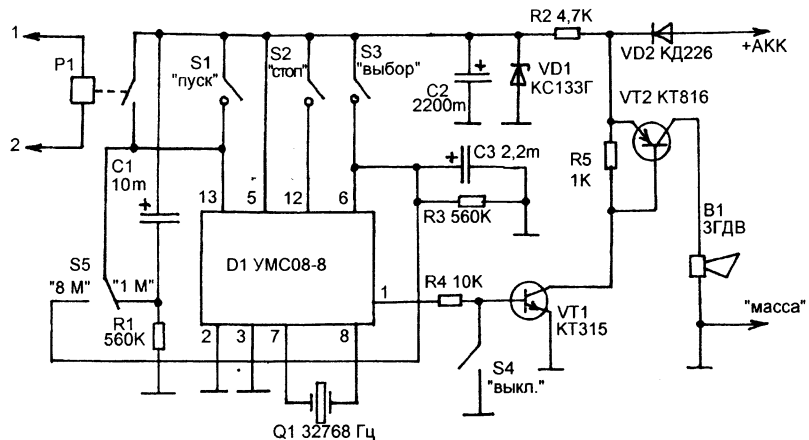 1
P1
2
S1
"пуск"
S2
"стоп"
S3
"выбор"
C2
2200m
VD1
КС133Г
R2 4,7K
VD2 КД226
+АКК
VT2 КТ816
C1
10m
+
+
13
5
12
6
C3 2,2m
+
R3 560K
R5
1K
B1
3ГДВ
D1 УМС08-8
S5
"8 М"
"1 М"
R1
560K
1
R4 10K
VT1
КТ315
"масса"
2
3
7
8
S4
"выкл."
Q1 32768 Гц